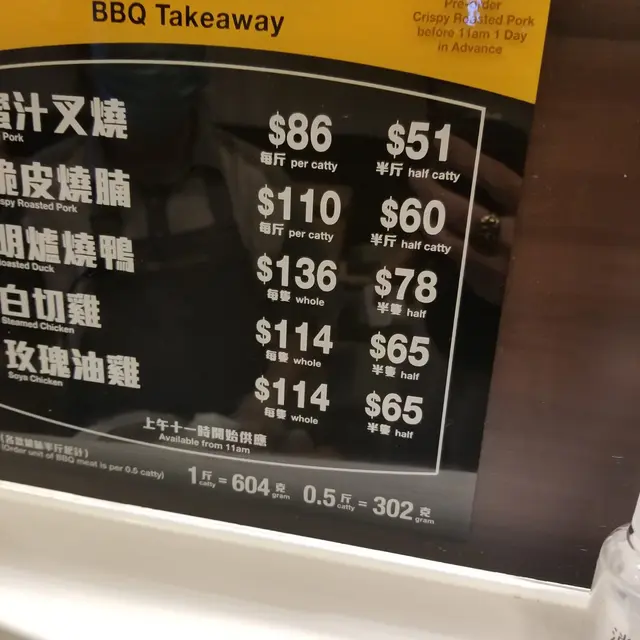 BBQ Takeaway
Pre-order
Crispy Roasted Pork
before 11am 1 Day
in Advance
蜜汁叉燒
Pork
$86
每斤 per catty
$51
半斤 half catty
脆皮燒腩
spy Roasted Pork
$110
每斤 per catty
$60
半斤 half catty
明爐燒鴨
Roasted Duck
$136
每隻 whole
$78
半隻 half
白切雞
Steamed Chicken
$114
每隻 whole
$65
半隻 half
玫瑰油雞
Soya Chicken
$114
每隻 whole
$65
半隻 half
上午十一時開始供應
Available from 11am
(Order unit of BBQ meat is per 0.5 catty)
1斤 catty = 604克 gram 0.5斤 catty = 302克 gram